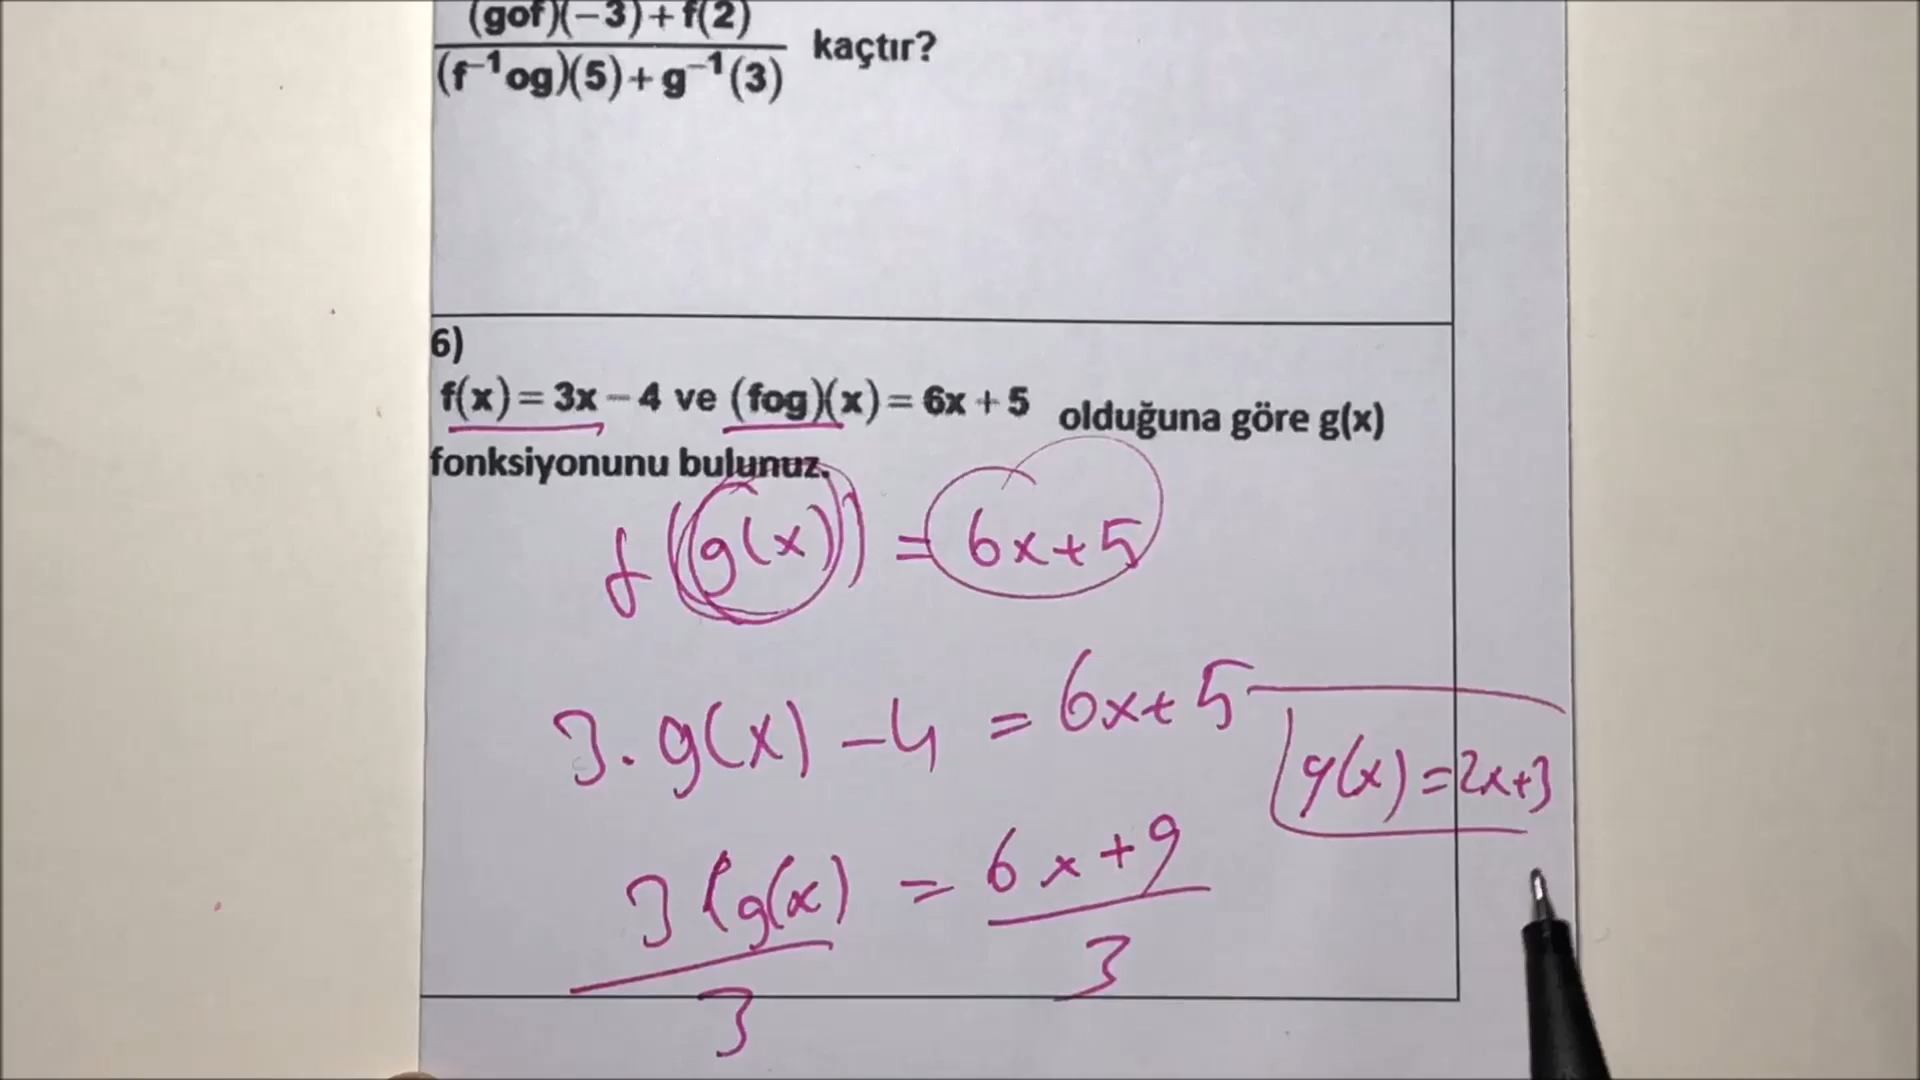 (gof)(−3)+f(2)
(f⁻¹og)(5)+g⁻¹(3) kaçtır?
6)
f(x)=3x−4 ve (fog)(x)=6x+5 olduğuna göre g(x)
fonksiyonunu bulunuz.
f(g(x)) = 6x+5
3.g(x)−4 = 6x+5
g(x)=2x+3
3 g(x) = 6x+9
3 3